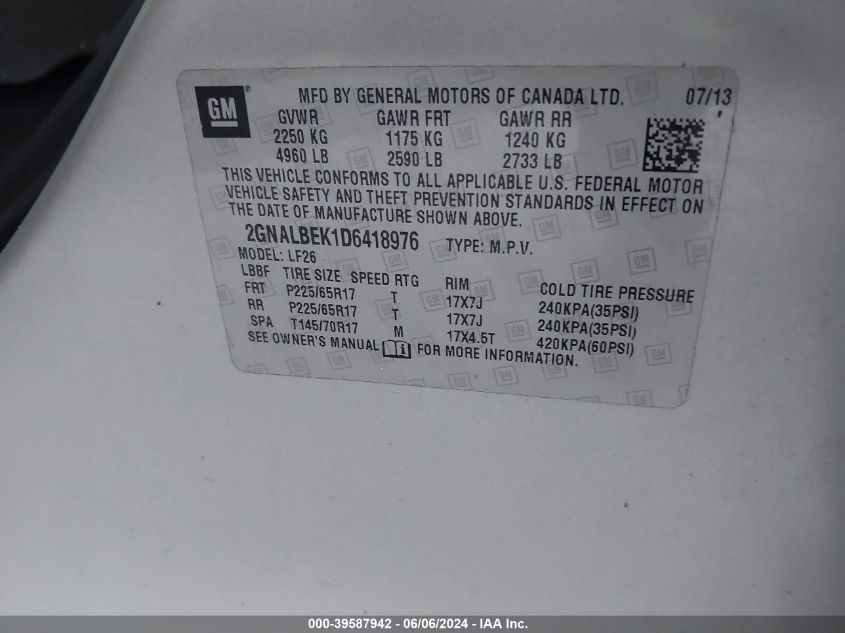 GM ® MFD BY GENERAL MOTORS OF CANADA LTD. 07/13
GVWR GAWR FRT GAWR RR
2250 KG 1175 KG 1240 KG
4960 LB 2590 LB 2733 LB
THIS VEHICLE CONFORMS TO ALL APPLICABLE U.S. FEDERAL MOTOR
VEHICLE SAFETY AND THEFT PREVENTION STANDARDS IN EFFECT ON
THE DATE OF MANUFACTURE SHOWN ABOVE.
2GNALBEK1D6418976 TYPE: M.P.V.
MODEL: LF26
LBBF TIRE SIZE SPEED RTG RIM COLD TIRE PRESSURE
FRT P225/65R17 T 17X7J 240KPA(35PSI)
RR P225/65R17 T 17X7J 240KPA(35PSI)
SPA T145/70R17 M 17X4.5T 420KPA(60PSI)
SEE OWNER'S MANUAL FOR MORE INFORMATION.
000-39587942 - 06/06/2024 - IAA Inc.